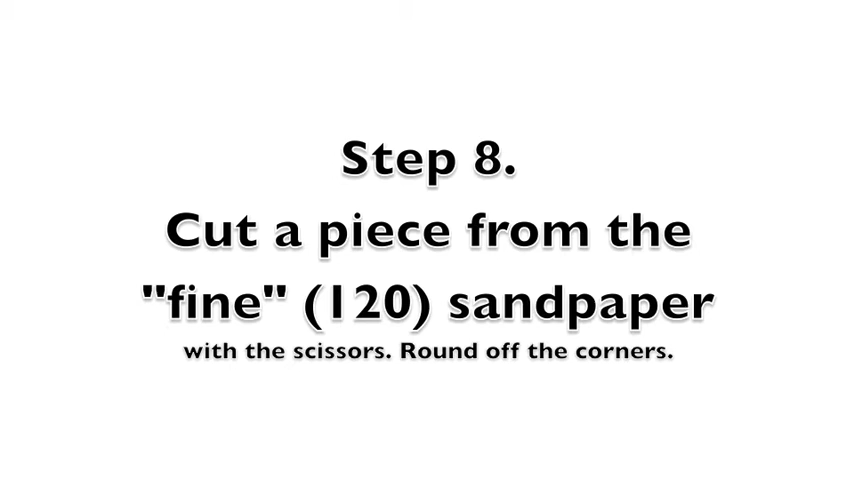 Step 8.
Cut a piece from the
"fine" (120) sandpaper
with the scissors. Round off the corners.